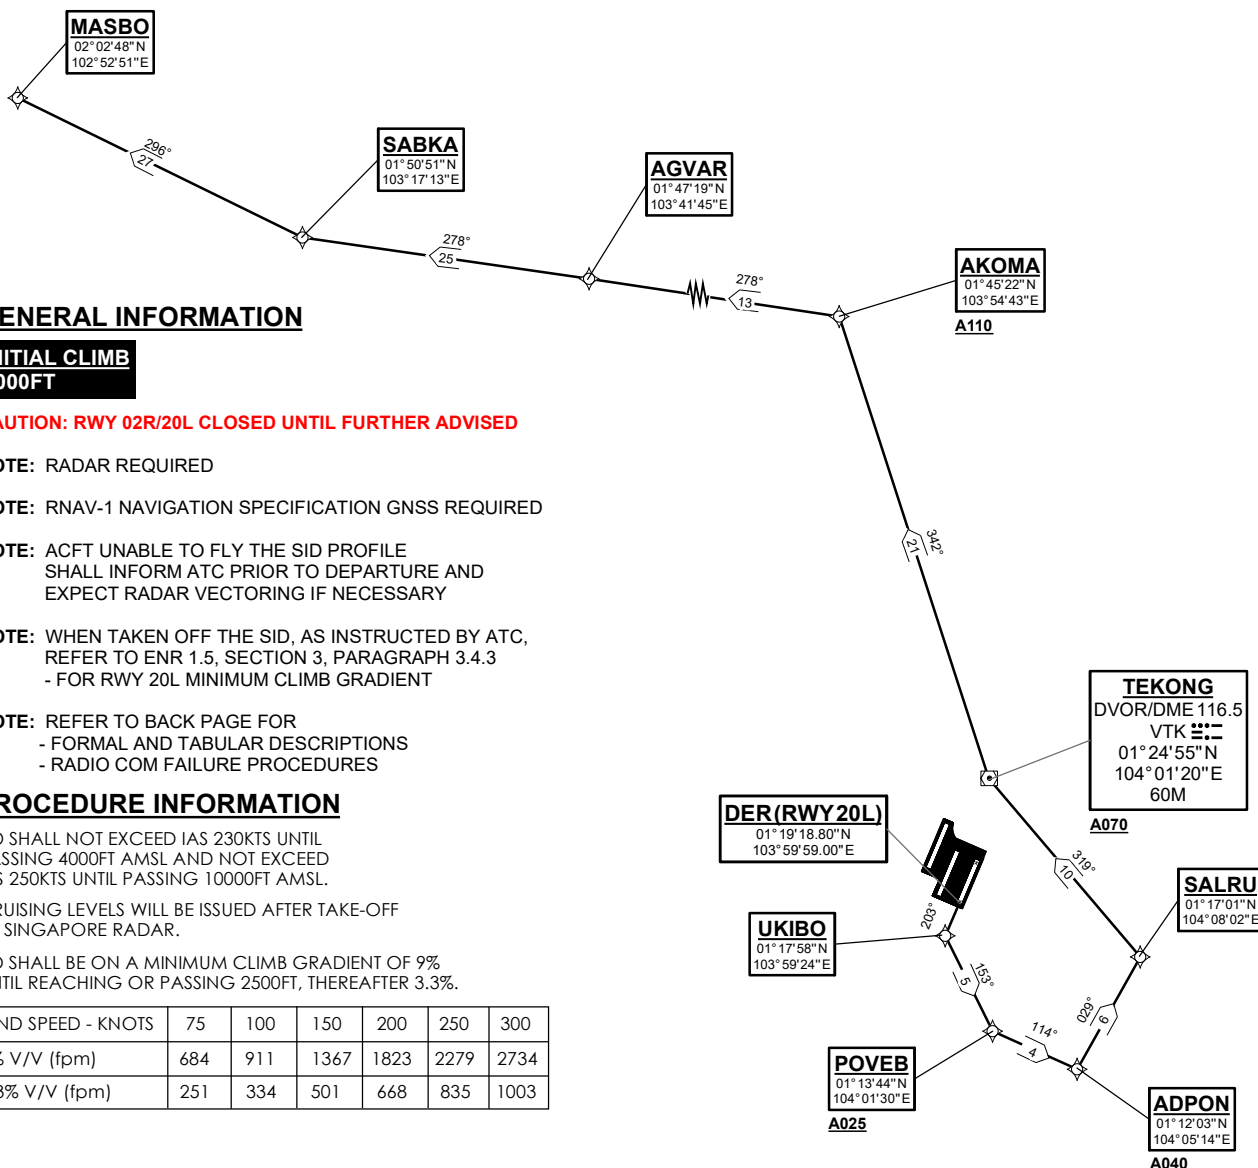 MASBO
02°02'48"N
102°52'51"E
296°
27
SABKA
01°50'51"N
103°17'13"E
278°
25
AGVAR
01°47'19"N
103°41'45"E
278°
13
AKOMA
01°45'22"N
103°54'43"E
A110
342°
21
ENERAL INFORMATION
NITIAL CLIMB
000FT
AUTION: RWY 02R/20L CLOSED UNTIL FURTHER ADVISED
OTE: RADAR REQUIRED
OTE: RNAV-1 NAVIGATION SPECIFICATION GNSS REQUIRED
OTE: ACFT UNABLE TO FLY THE SID PROFILE
SHALL INFORM ATC PRIOR TO DEPARTURE AND
EXPECT RADAR VECTORING IF NECESSARY
OTE: WHEN TAKEN OFF THE SID, AS INSTRUCTED BY ATC,
REFER TO ENR 1.5, SECTION 3, PARAGRAPH 3.4.3
- FOR RWY 20L MINIMUM CLIMB GRADIENT
OTE: REFER TO BACK PAGE FOR
- FORMAL AND TABULAR DESCRIPTIONS
- RADIO COM FAILURE PROCEDURES
ROCEDURE INFORMATION
D SHALL NOT EXCEED IAS 230KTS UNTIL
ASSING 4000FT AMSL AND NOT EXCEED
S 250KTS UNTIL PASSING 10000FT AMSL.
RUISING LEVELS WILL BE ISSUED AFTER TAKE-OFF
SINGAPORE RADAR.
D SHALL BE ON A MINIMUM CLIMB GRADIENT OF 9%
TIL REACHING OR PASSING 2500FT, THEREAFTER 3.3%.
ND SPEED - KNOTS 75 100 150 200 250 300
% V/V (fpm) 684 911 1367 1823 2279 2734
3% V/V (fpm) 251 334 501 668 835 1003
TEKONG
DVOR/DME 116.5
VTK
01°24'55"N
104°01'20"E
60M
A070
319°
10
DER(RWY20L)
01°19'18.80"N
103°59'59.00"E
203°
UKIBO
01°17'58"N
103°59'24"E
153°
5
SALRU
01°17'01"N
104°08'02"E
029°
6
114°
4
POVEB
01°13'44"N
104°01'30"E
A025
ADPON
01°12'03"N
104°05'14"E
A040